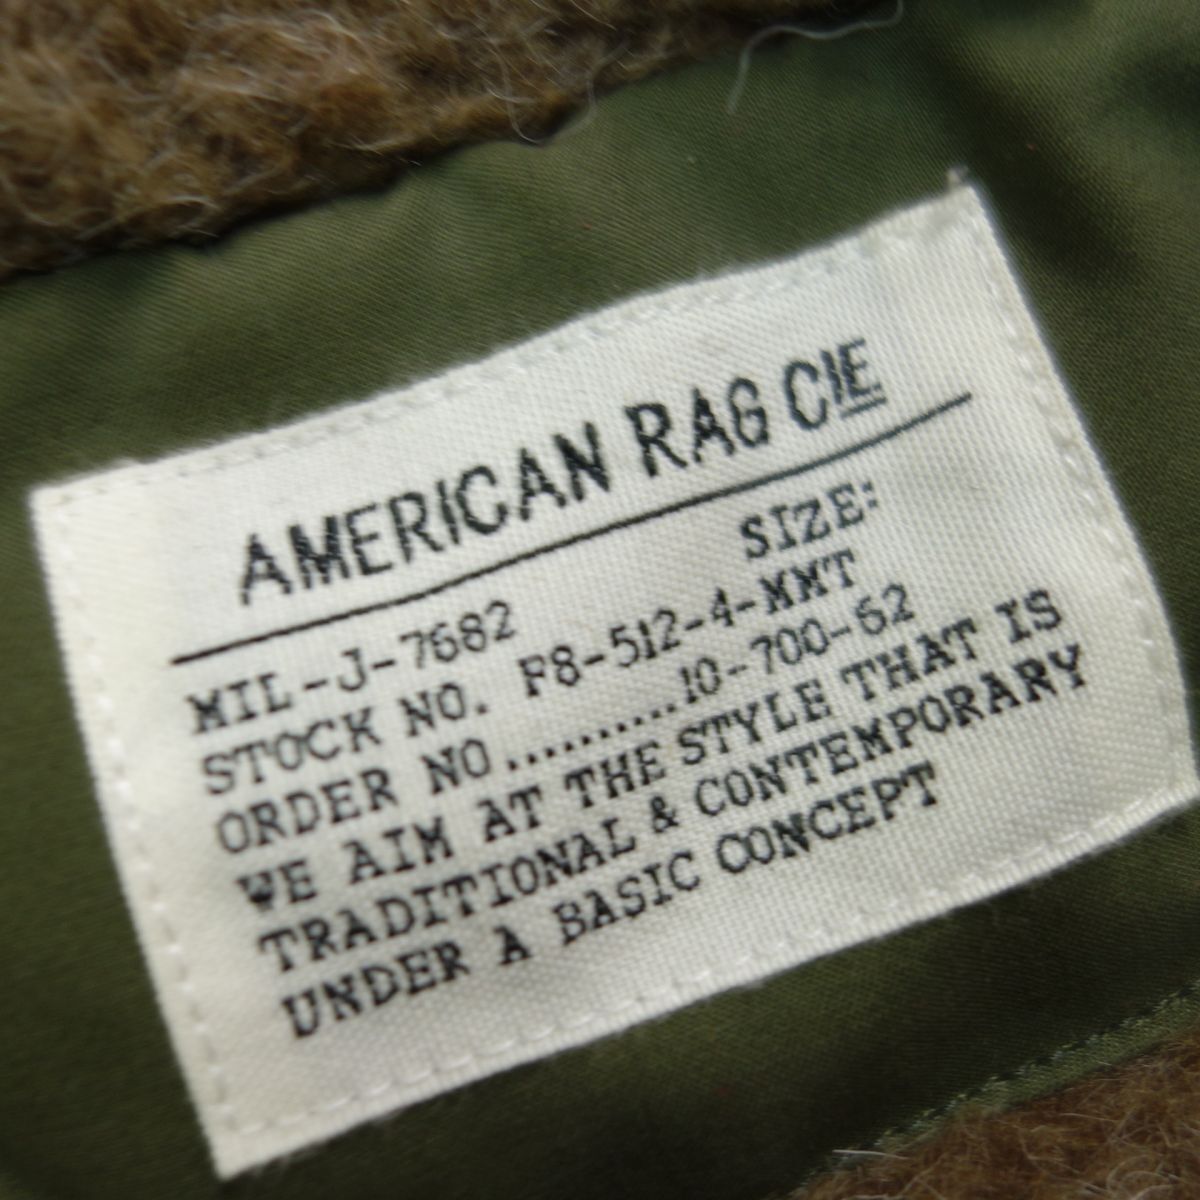 AMERICAN RAG CIE
SIZE:
MIL-J-7682
STOCK NO. F8-512-4-MMT
ORDER NO..........10-700-62
WE AIM AT THE STYLE THAT IS
TRADITIONAL & CONTEMPORARY
UNDER A BASIC CONCEPT